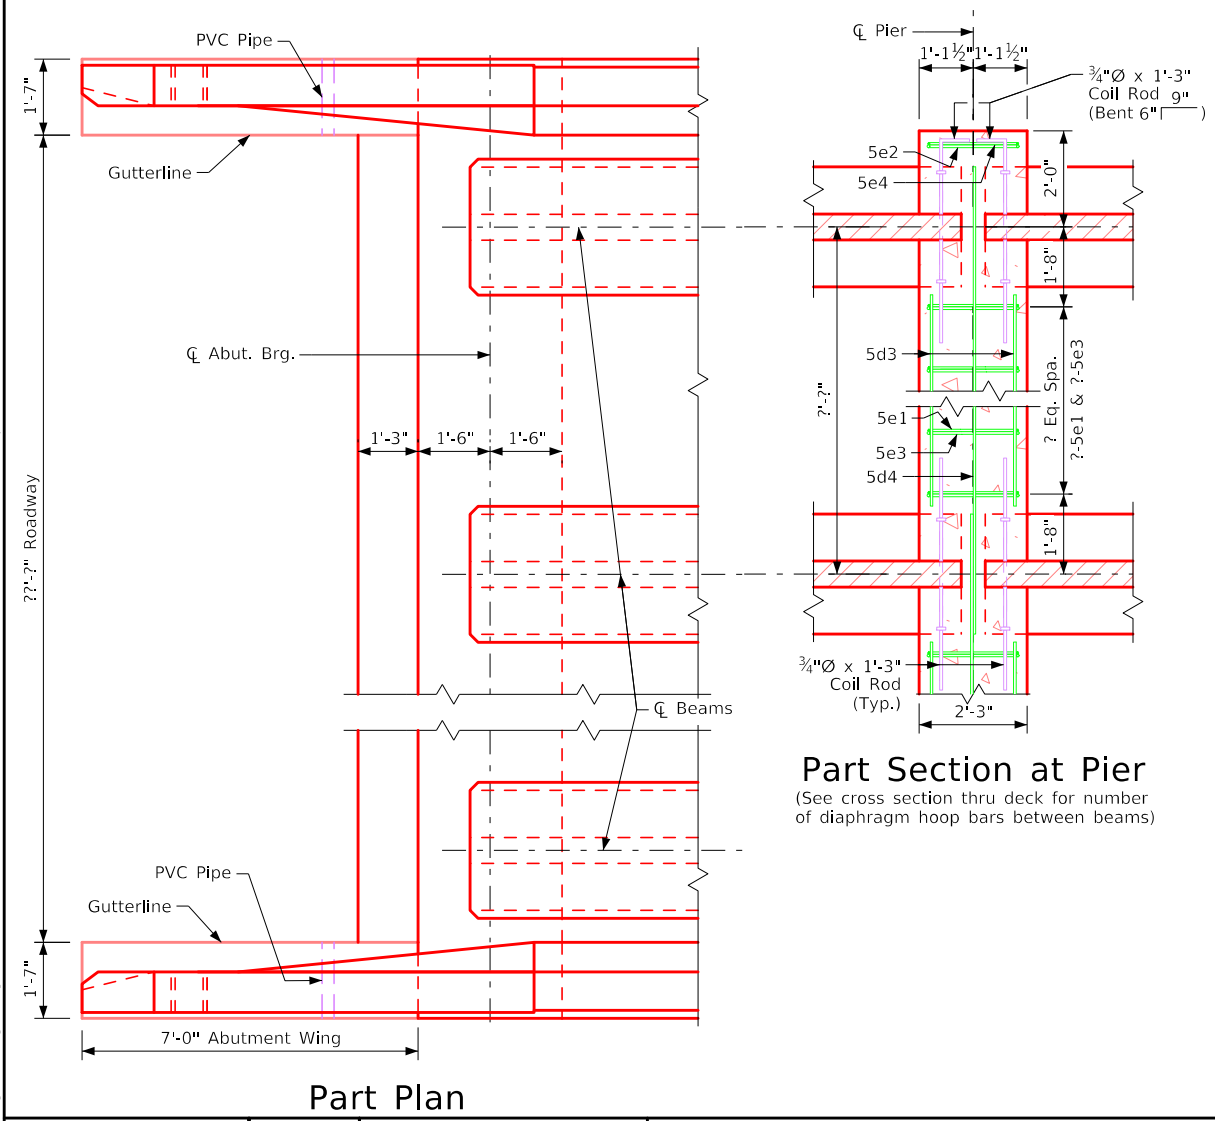 PVC Pipe
1'-7"
Gutterline
℄ Abut. Brg.
1'-3"
1'-6"
1'-6"
??'-?" Roadway
℄ Beams
PVC Pipe
Gutterline
1'-7"
7'-0" Abutment Wing
Part Plan
℄ Pier
1'-1½"
1'-1½"
¾"Ø x 1'-3"
Coil Rod 9"
(Bent 6" )
5e2
5e4
2'-0"
1'-8"
5d3
?'-?"
? Eq. Spa.
?-5e1 & ?-5e3
5e1
5e3
5d4
1'-8"
¾"Ø x 1'-3"
Coil Rod
(Typ.)
2'-3"
Part Section at Pier
(See cross section thru deck for number
of diaphragm hoop bars between beams)